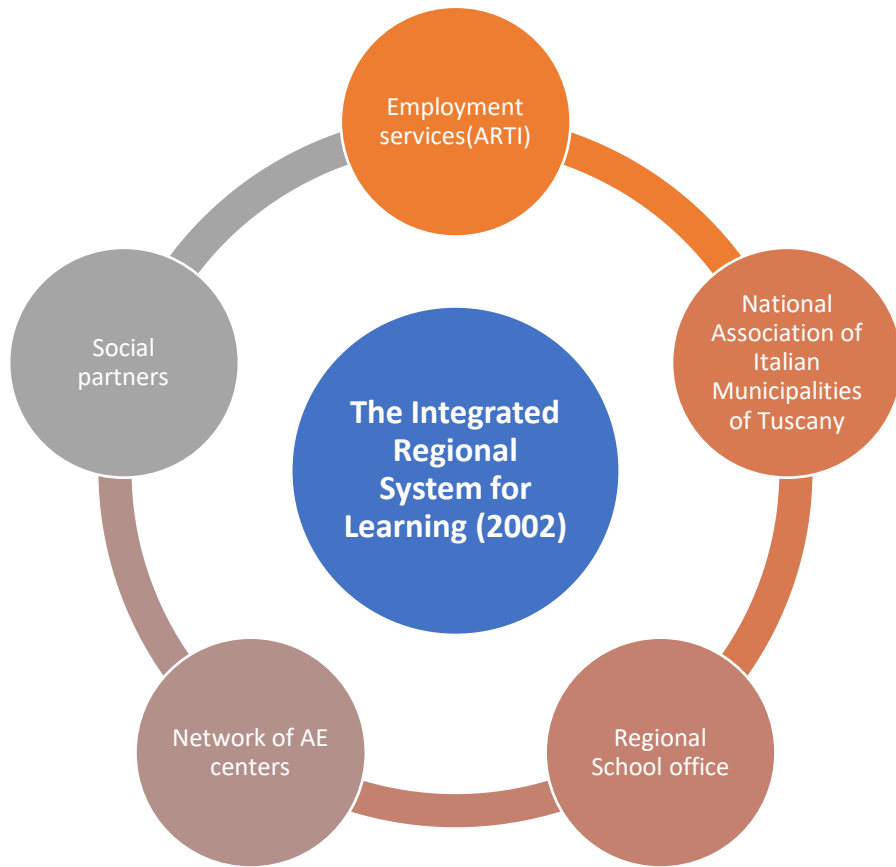 Employment
services(ARTI)
National
Association of
Italian
Municipalities
of Tuscany
Social
partners
The Integrated
Regional
System for
Learning (2002)
Network of AE
centers
Regional
School office